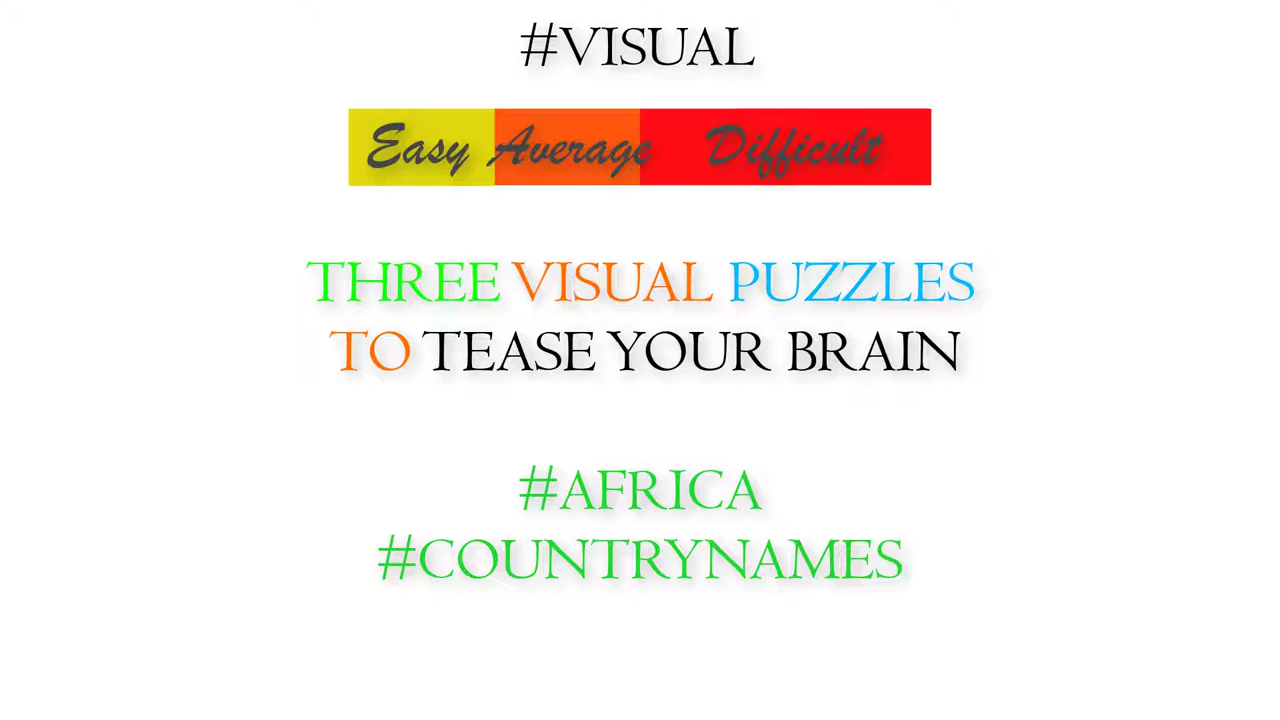 #VISUAL
Easy Average Difficult
THREE VISUAL PUZZLES
TO TEASE YOUR BRAIN
#AFRICA
#COUNTRYNAMES